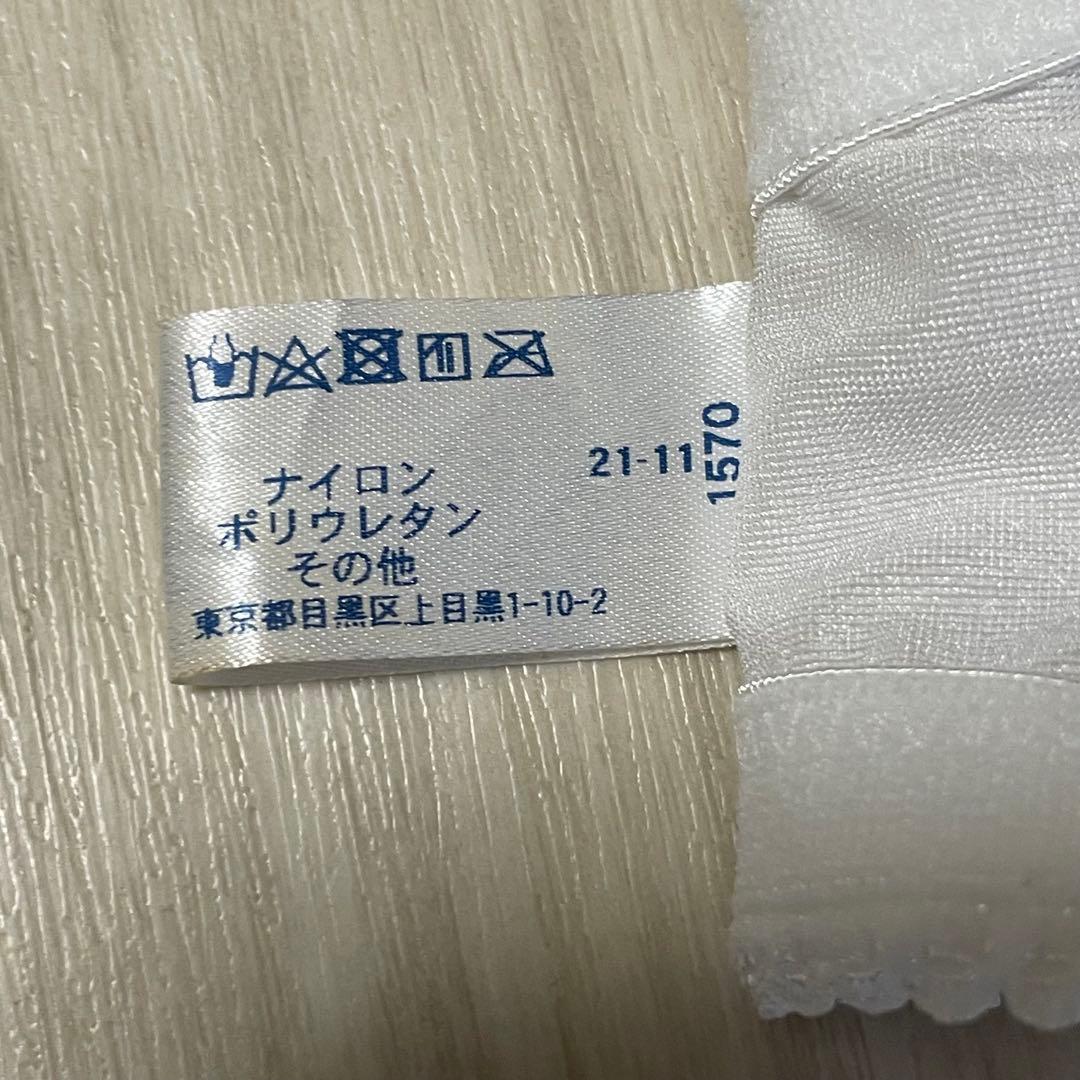 ナイロン
ポリウレタン
その他
東京都目黒区上目黒1-10-2
21-11
1570